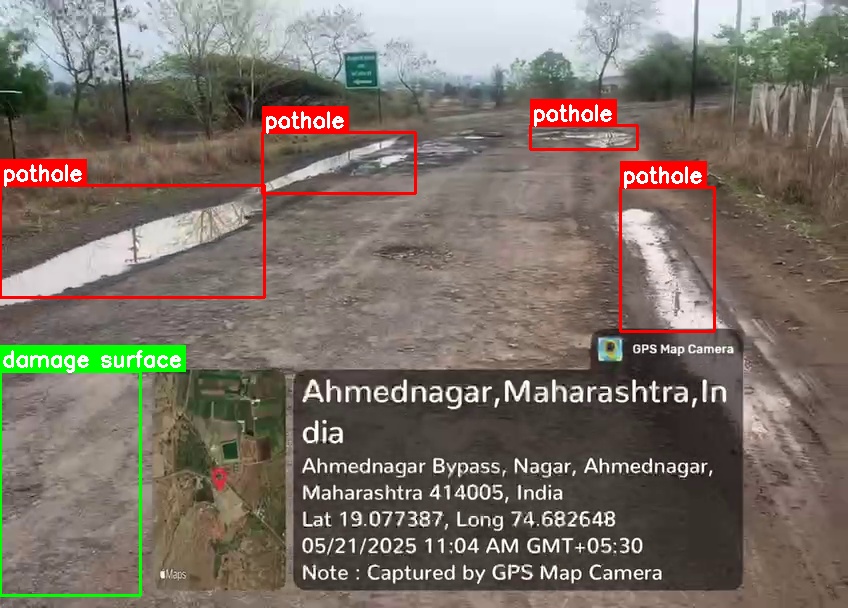 pothole
pothole
pothole
pothole
damage surface
GPS Map Camera
Ahmednagar,Maharashtra,In
dia
Ahmednagar Bypass, Nagar, Ahmednagar,
Maharashtra 414005, India
Lat 19.077387, Long 74.682648
05/21/2025 11:04 AM GMT+05:30
Note : Captured by GPS Map Camera
Maps